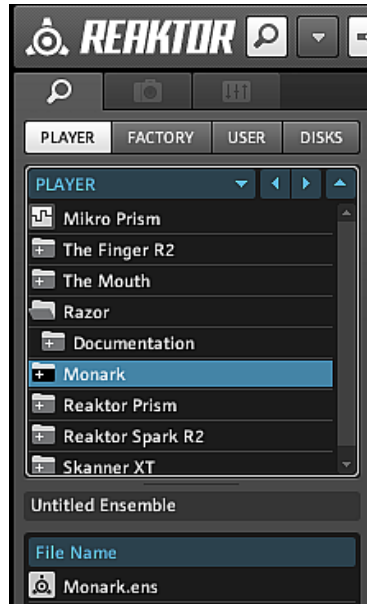 REAKTOR
PLAYER FACTORY USER DISKS
PLAYER
Mikro Prism
The Finger R2
The Mouth
Razor
Documentation
Monark
Reaktor Prism
Reaktor Spark R2
Skanner XT
Untitled Ensemble
File Name
Monark.ens